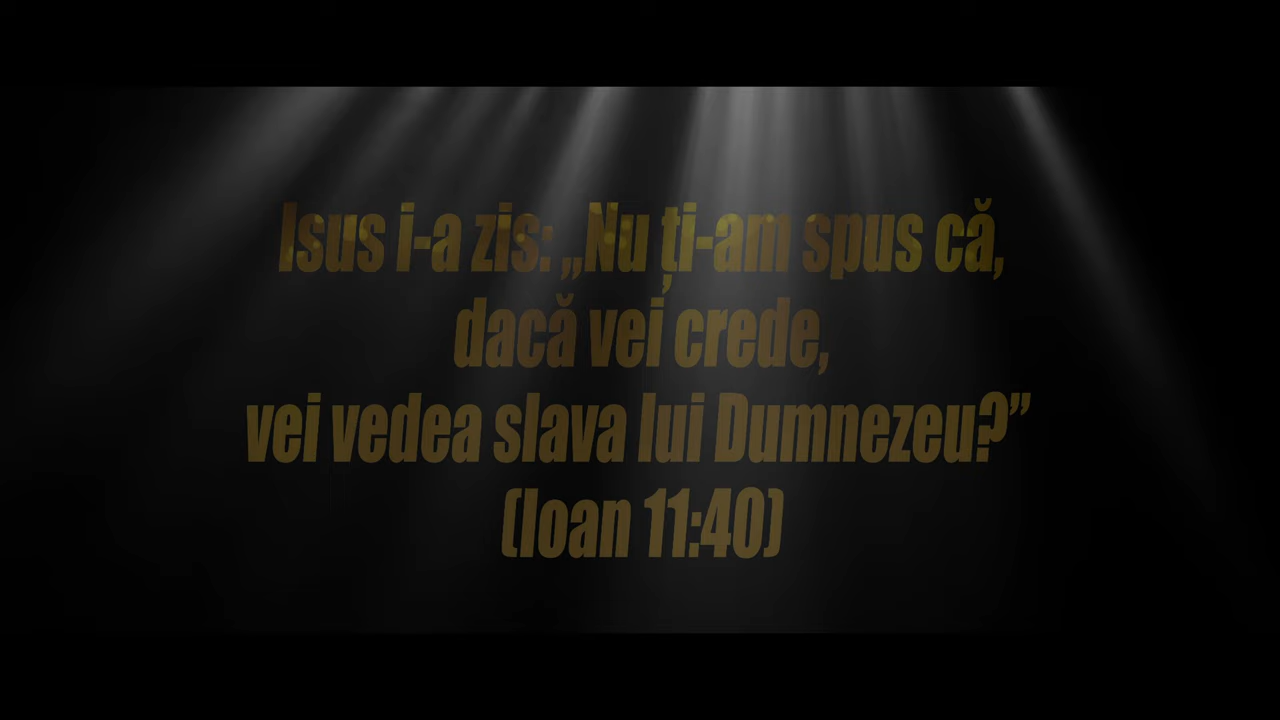 Isus i-a zis: „Nu ți-am spus că,
dacă vei crede,
vei vedea slava lui Dumnezeu?”
(Ioan 11:40)